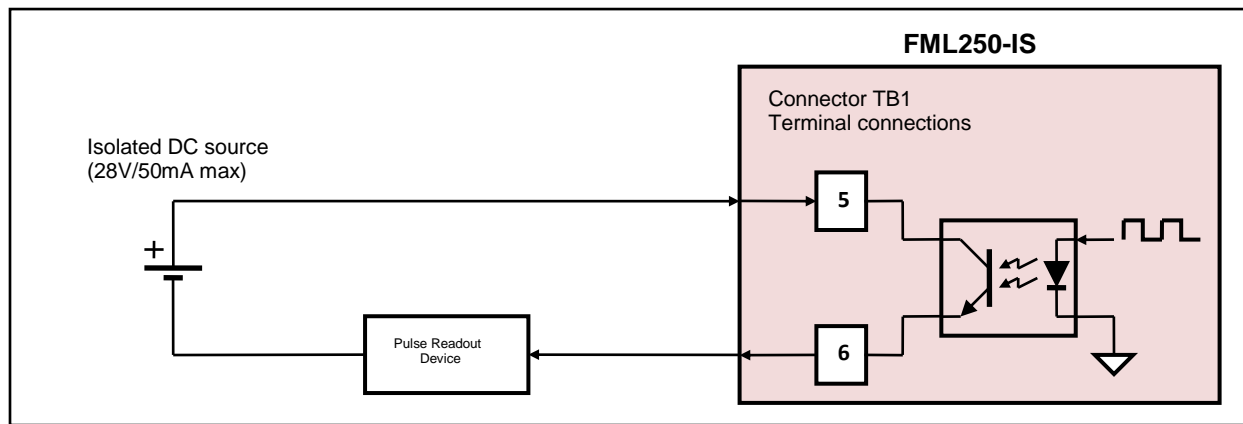 FML250-IS
Connector TB1
Terminal connections
Isolated DC source
(28V/50mA max)
5
+
Pulse Readout
Device
6